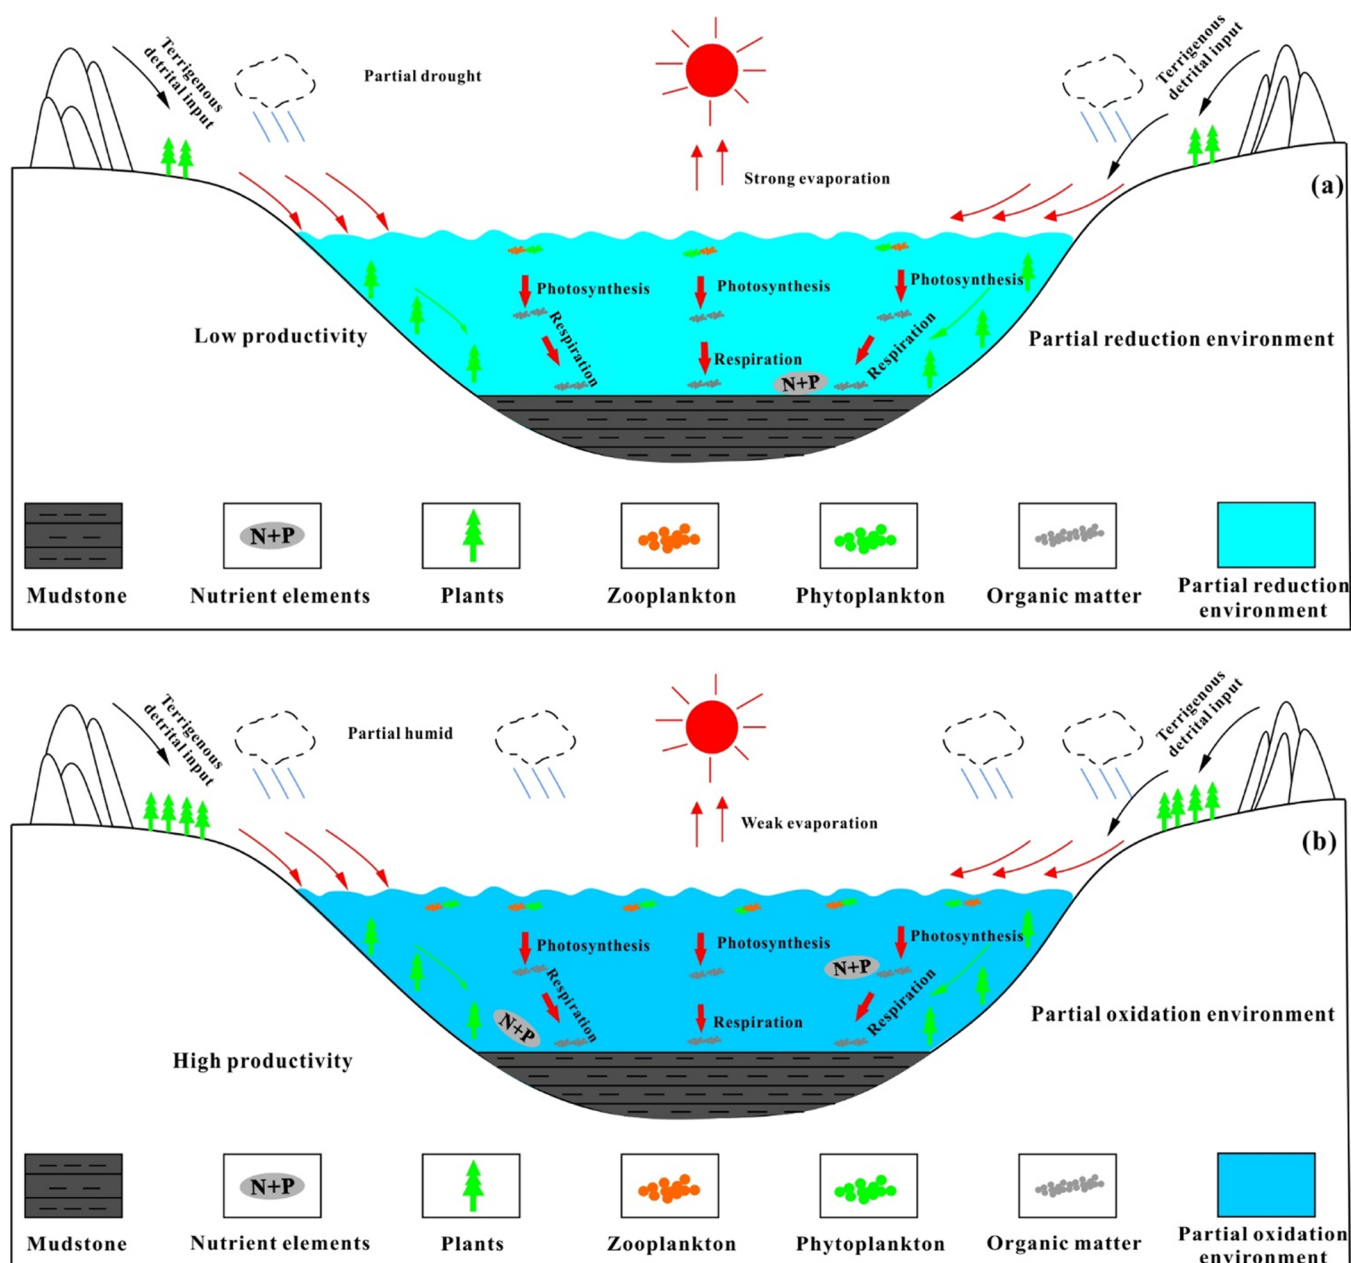 Terrigenous
detrital input
Partial drought
Terrigenous
detrital input
Strong evaporation
(a)
Photosynthesis
Photosynthesis
Photosynthesis
Low productivity
Respiration
Respiration
Respiration
Partial reduction environment
N+P
N+P
Mudstone
Nutrient elements
Plants
Zooplankton
Phytoplankton
Organic matter
Partial reduction
environment
Terrigenous
detrital input
Partial humid
Terrigenous
detrital input
Weak evaporation
(b)
Photosynthesis
Photosynthesis
Photosynthesis
N+P
Respiration
Respiration
Respiration
N+P
Partial oxidation environment
High productivity
N+P
Mudstone
Nutrient elements
Plants
Zooplankton
Phytoplankton
Organic matter
Partial oxidation
environment